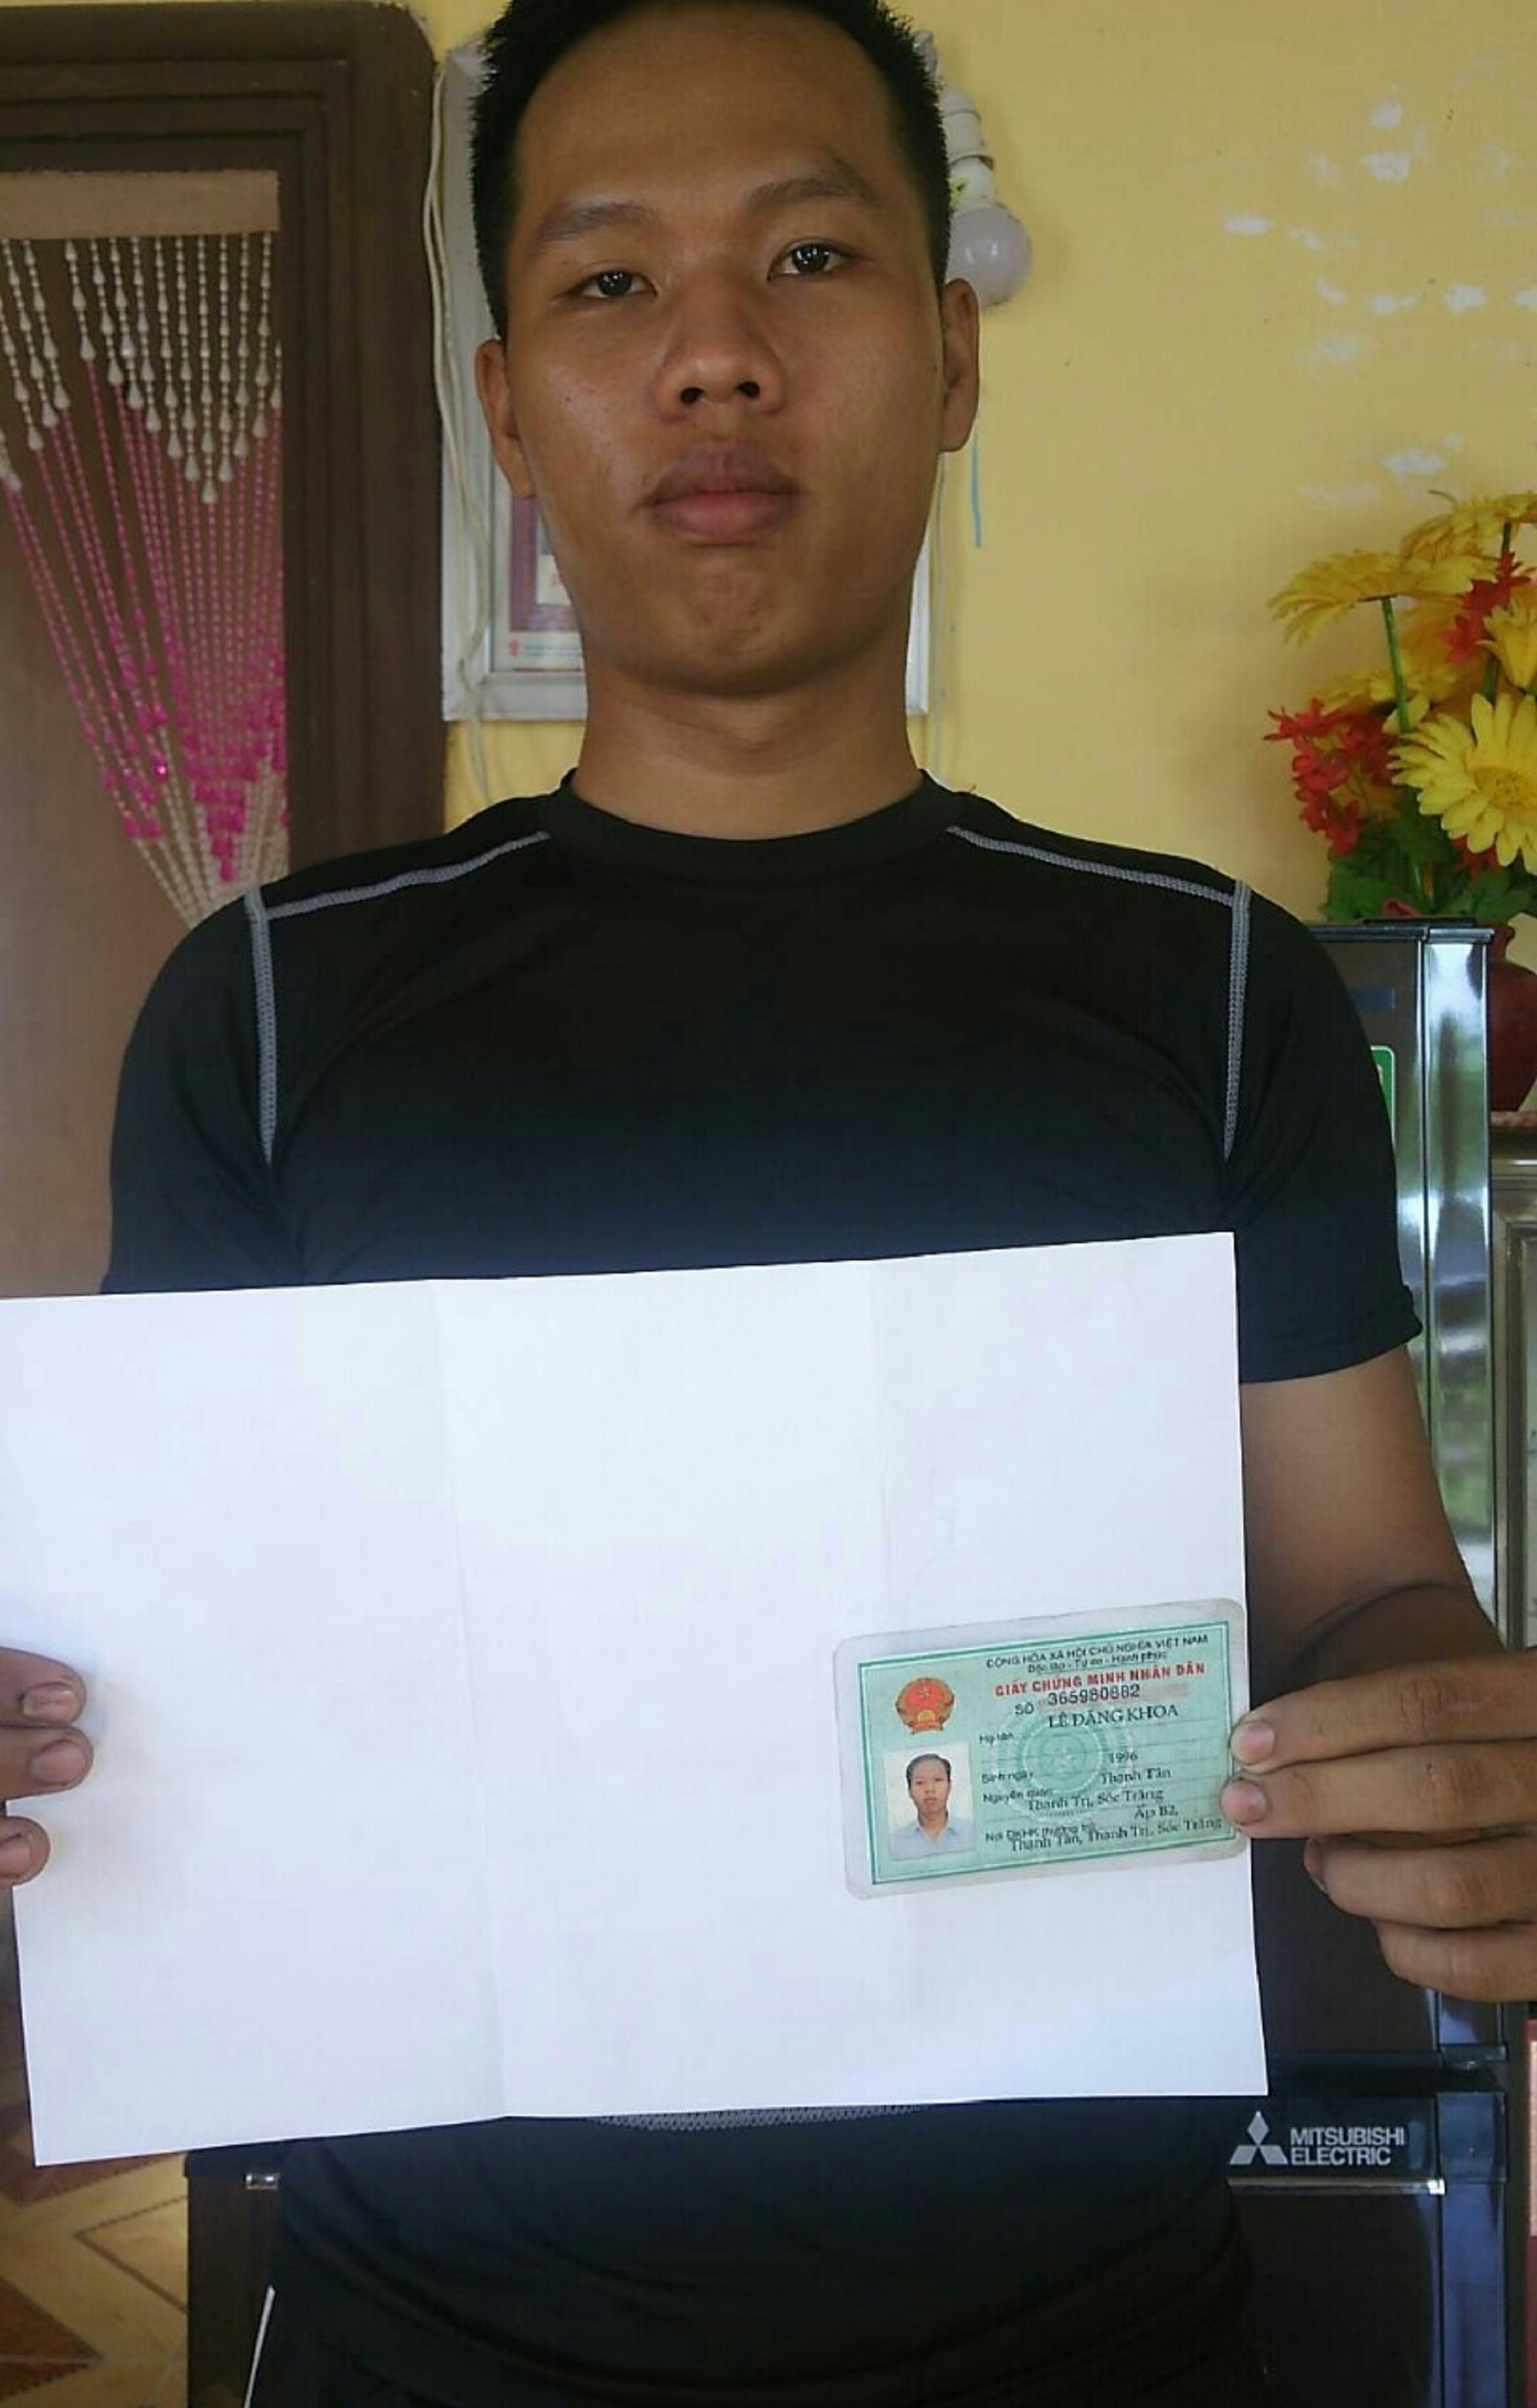 CỘNG HÒA XÃ HỘI CHỦ NGHĨA VIỆT NAM
Độc lập - Tự do - Hạnh phúc
GIẤY CHỨNG MINH NHÂN DÂN
SỐ 365980882
Họ tên LÊ ĐĂNG KHOA
Sinh ngày 1996
Nguyên quán Thạnh Tân
Thạnh Trị, Sóc Trăng
Nơi ĐKHK thường trú Ấp B2,
Thạnh Tân, Thạnh Trị, Sóc Trăng
MITSUBISHI
ELECTRIC